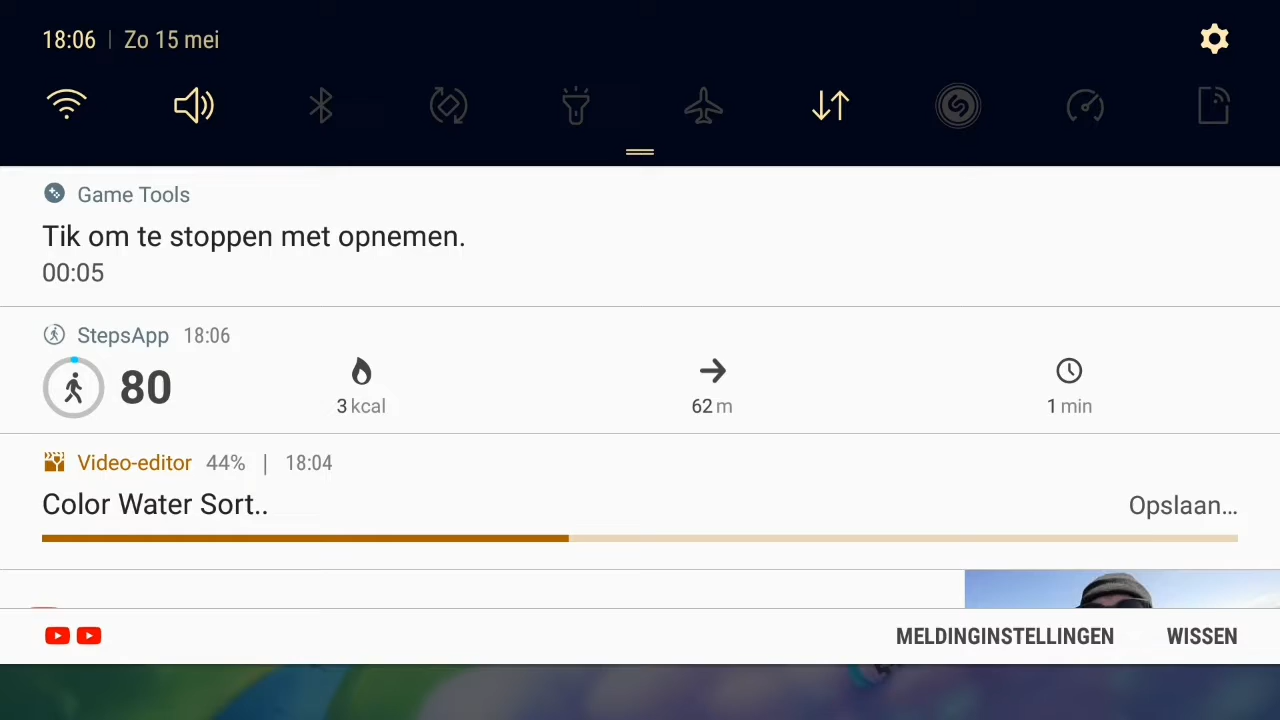 18:06 | Zo 15 mei
Game Tools
Tik om te stoppen met opnemen.
00:05
StepsApp 18:06
80
3 kcal
62 m
1 min
Video-editor 44% | 18:04
Color Water Sort..
Opslaan...
MELDINGINSTELLINGEN WISSEN